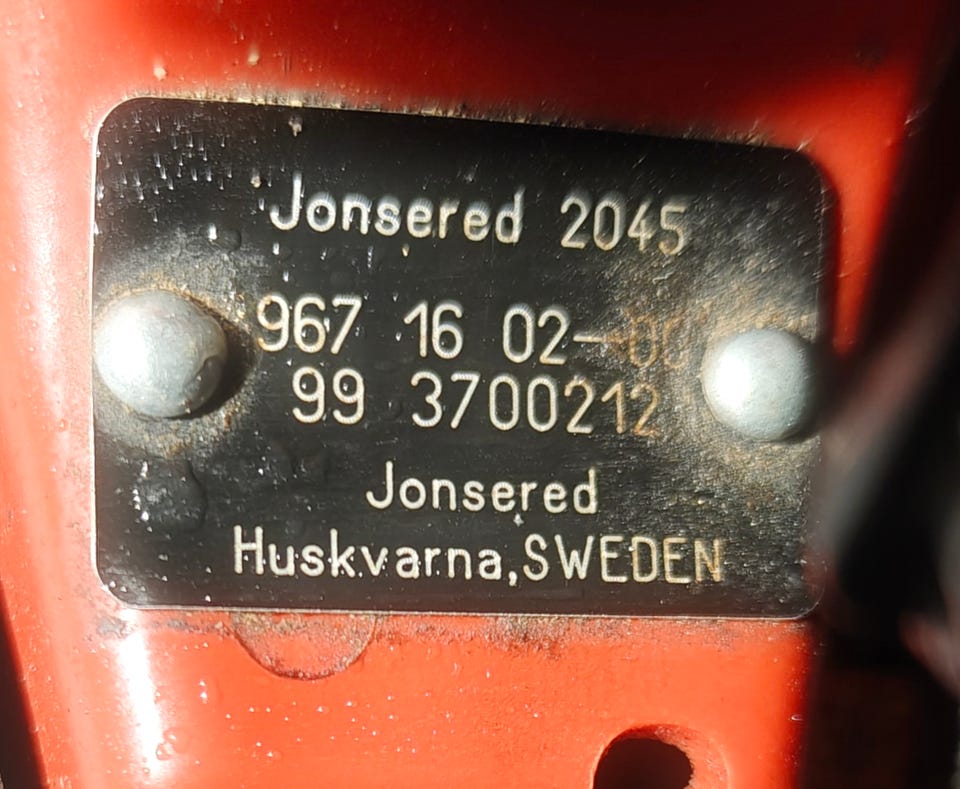 Jonsered 2045
967 16 02-
99 3700212
Jonsered
Huskvarna, SWEDEN